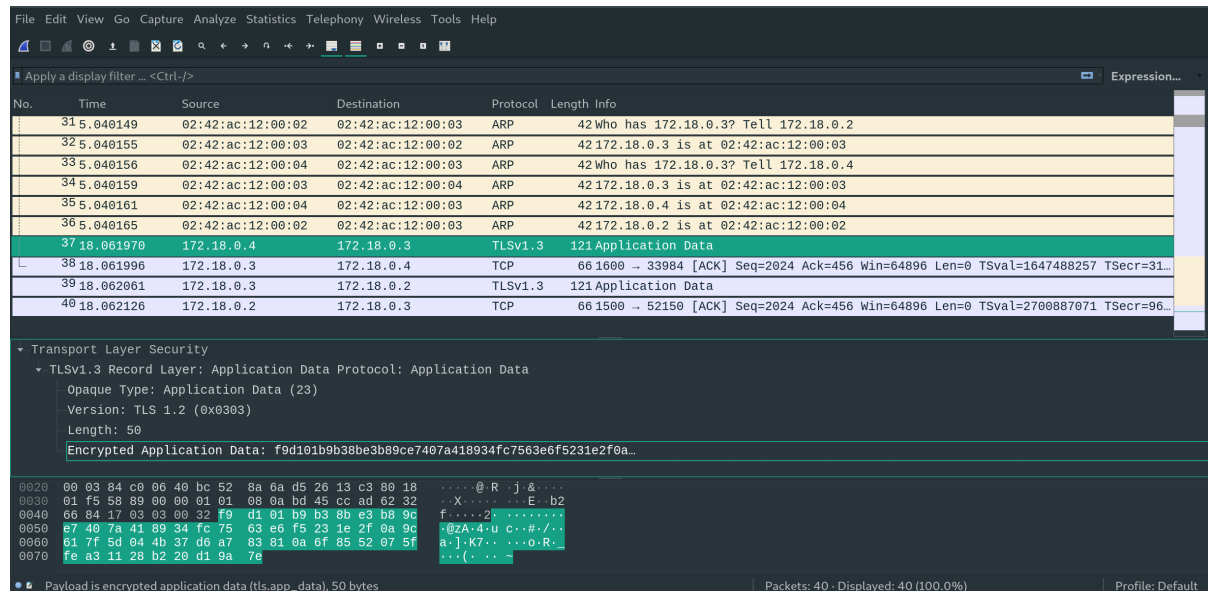 File Edit View Go Capture Analyze Statistics Telephony Wireless Tools Help
Apply a display filter ... <Ctrl-/> Expression...
No. Time Source Destination Protocol Length Info
31 5.040149 02:42:ac:12:00:02 02:42:ac:12:00:03 ARP 42 Who has 172.18.0.3? Tell 172.18.0.2
32 5.040155 02:42:ac:12:00:03 02:42:ac:12:00:02 ARP 42 172.18.0.3 is at 02:42:ac:12:00:03
33 5.040156 02:42:ac:12:00:04 02:42:ac:12:00:03 ARP 42 Who has 172.18.0.3? Tell 172.18.0.4
34 5.040159 02:42:ac:12:00:03 02:42:ac:12:00:04 ARP 42 172.18.0.3 is at 02:42:ac:12:00:03
35 5.040161 02:42:ac:12:00:04 02:42:ac:12:00:03 ARP 42 172.18.0.4 is at 02:42:ac:12:00:04
36 5.040165 02:42:ac:12:00:02 02:42:ac:12:00:03 ARP 42 172.18.0.2 is at 02:42:ac:12:00:02
37 18.061970 172.18.0.4 172.18.0.3 TLSv1.3 121 Application Data
38 18.061996 172.18.0.3 172.18.0.4 TCP 66 1600 → 33984 [ACK] Seq=2024 Ack=456 Win=64896 Len=0 TSval=1647488257 TSecr=31…
39 18.062061 172.18.0.3 172.18.0.2 TLSv1.3 121 Application Data
40 18.062126 172.18.0.2 172.18.0.3 TCP 66 1500 → 52150 [ACK] Seq=2024 Ack=456 Win=64896 Len=0 TSval=2700887071 TSecr=96…
Transport Layer Security
TLSv1.3 Record Layer: Application Data Protocol: Application Data
Opaque Type: Application Data (23)
Version: TLS 1.2 (0x0303)
Length: 50
Encrypted Application Data: f9d101b9b38be3b89ce7407a418934fc7563e6f5231e2f0a…
0020 00 03 84 c0 06 40 bc 52 8a 6a d5 26 13 c3 80 18 ·····@·R ·j·&····
0030 01 f5 58 89 00 00 01 01 08 0a bd 45 cc ad 62 32 ··X····· ···E··b2
0040 66 84 17 03 03 00 32 f9 d1 01 b9 b3 8b e3 b8 9c f·····2· ········
0050 e7 40 7a 41 89 34 fc 75 63 e6 f5 23 1e 2f 0a 9c ·@zA·4·u c··#·/··
0060 61 7f 5d 04 4b 37 d6 a7 83 81 0a 6f 85 52 07 5f a·]·K7·· ···o·R·_
0070 fe a3 11 28 b2 20 d1 9a 7e ···(· ·· ~
Payload is encrypted application data (tls.app_data), 50 bytes Packets: 40 · Displayed: 40 (100.0%) Profile: Default